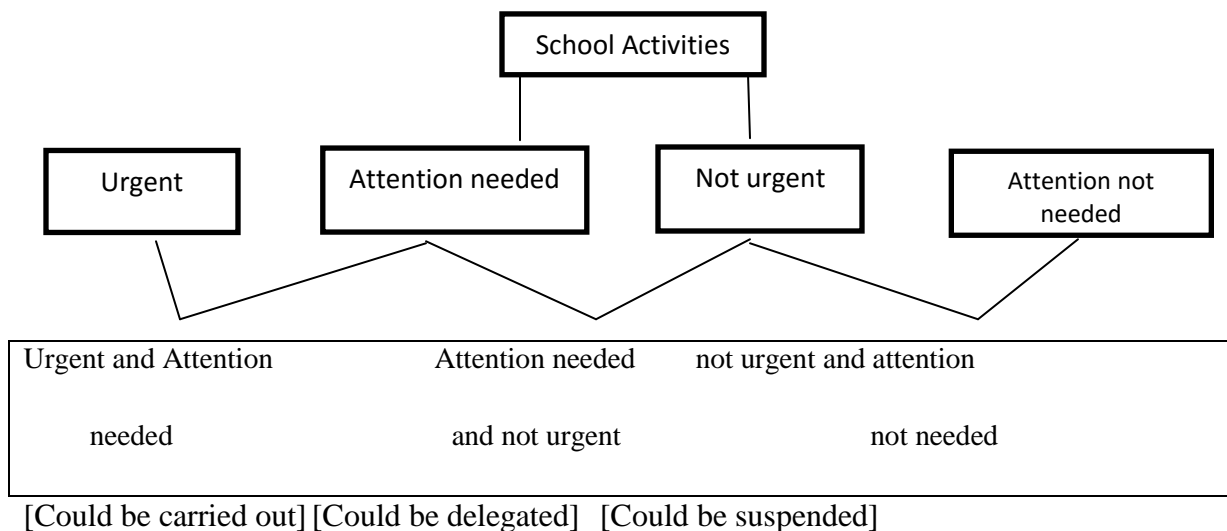 School Activities
Urgent
Attention needed
Not urgent
Attention not
needed
Urgent and Attention Attention needed not urgent and attention
needed and not urgent not needed
[Could be carried out] [Could be delegated] [Could be suspended]